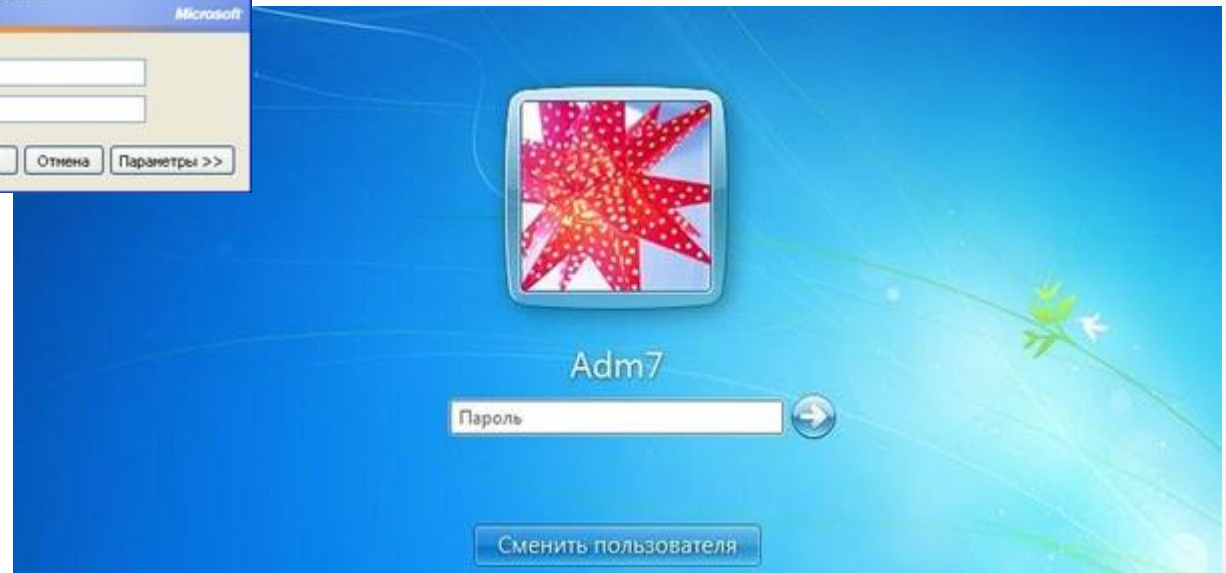 Microsoft
Отмена Параметры >>
Adm7
Пароль
Сменить пользователя